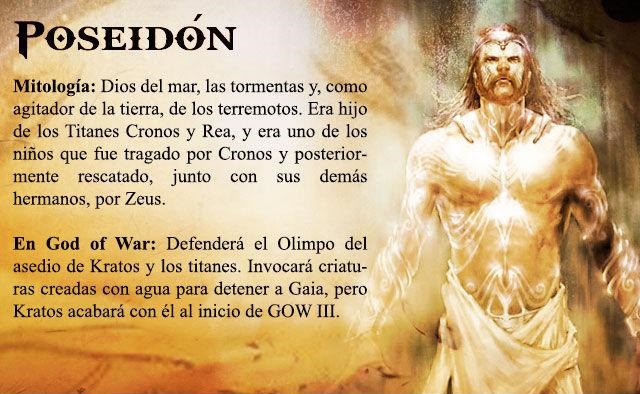 POSEIDÓN
Mitología: Dios del mar, las tormentas y, como
agitador de la tierra, de los terremotos. Era hijo
de los Titanes Cronos y Rea, y era uno de los
niños que fue tragado por Cronos y posterior-
mente rescatado, junto con sus demás
hermanos, por Zeus.
En God of War: Defenderá el Olimpo del
asedio de Kratos y los titanes. Invocará criatu-
ras creadas con agua para detener a Gaia, pero
Kratos acabará con él al inicio de GOW III.